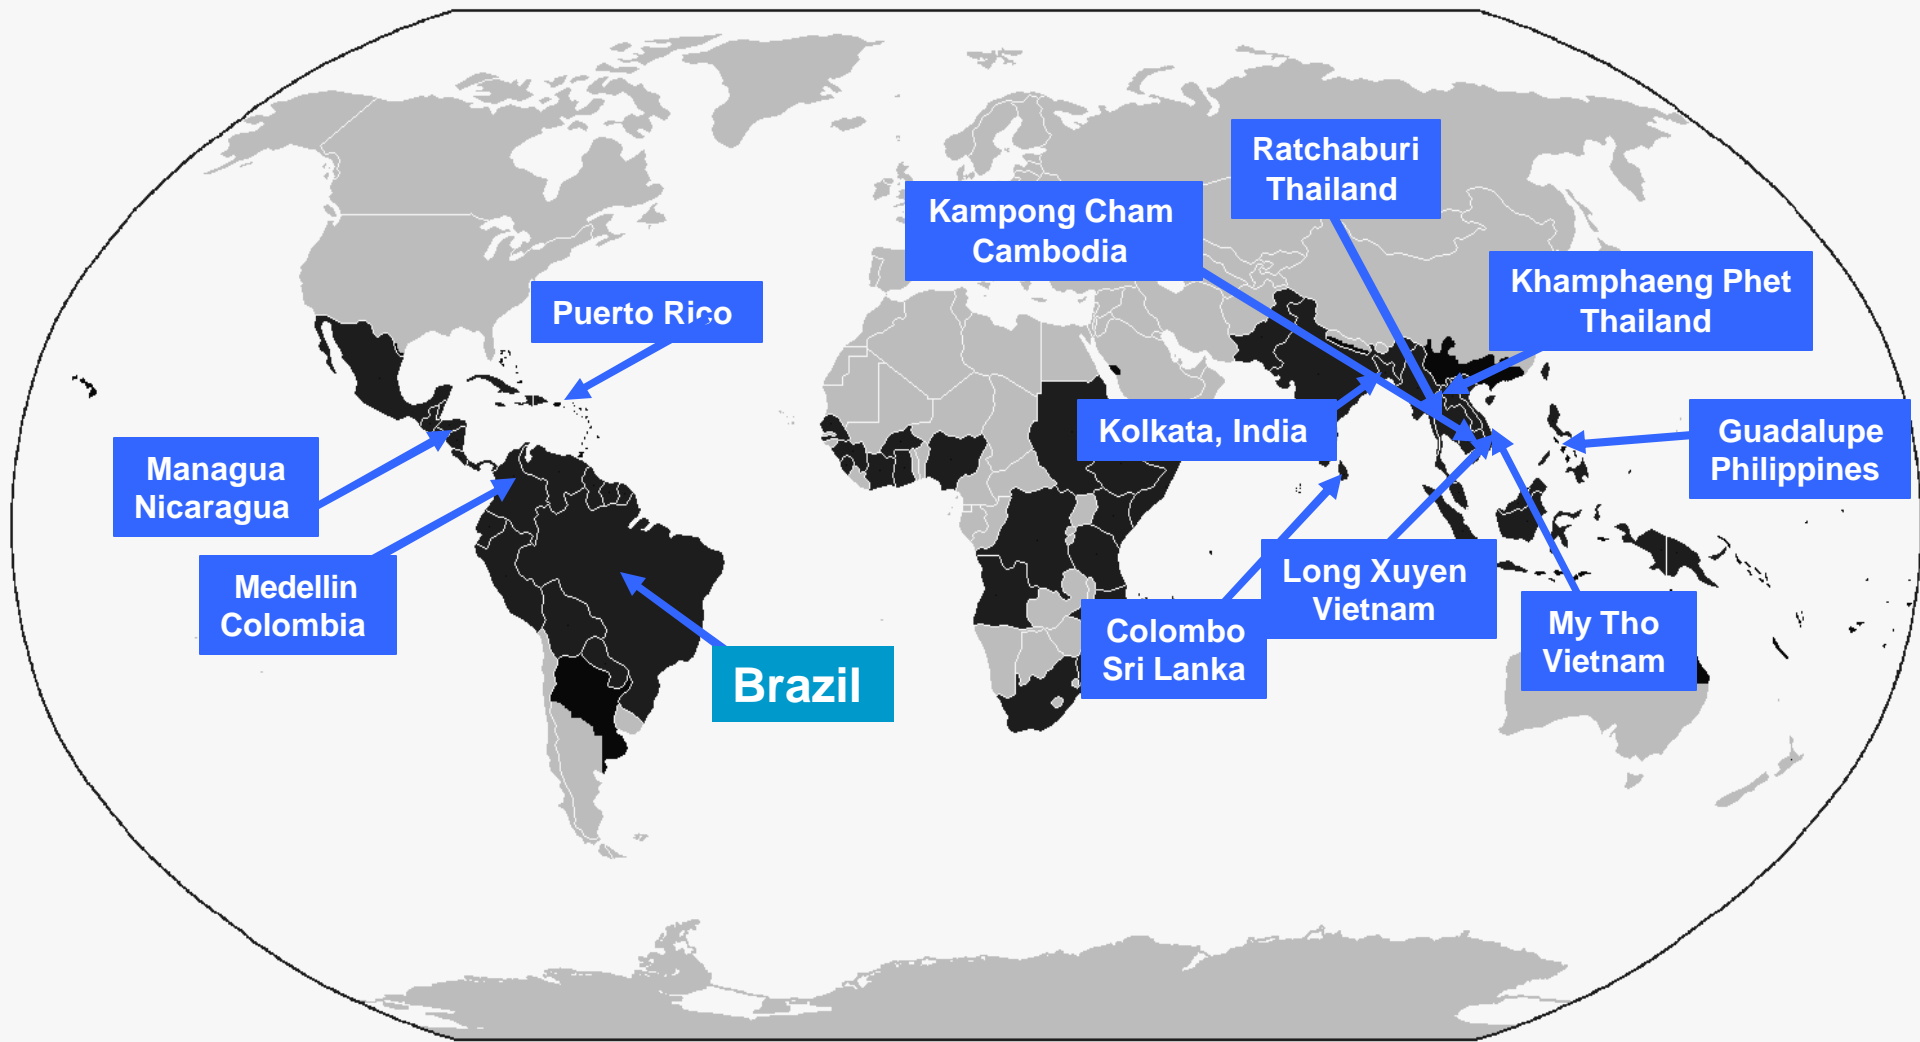 Ratchaburi
Thailand
Kampong Cham
Cambodia
Khamphaeng Phet
Thailand
Puerto Rico
Kolkata, India
Guadalupe
Philippines
Managua
Nicaragua
Medellin
Colombia
Long Xuyen
Vietnam
Colombo
Sri Lanka
My Tho
Vietnam
Brazil